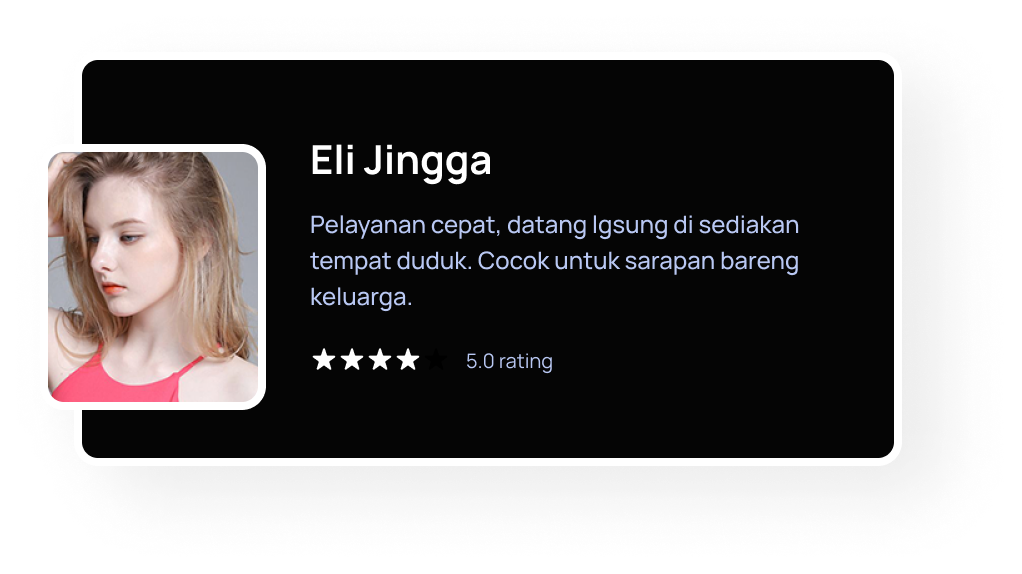 Eli Jingga
Pelayanan cepat, datang lgsung di sediakan
tempat duduk. Cocok untuk sarapan bareng
keluarga.
5.0 rating